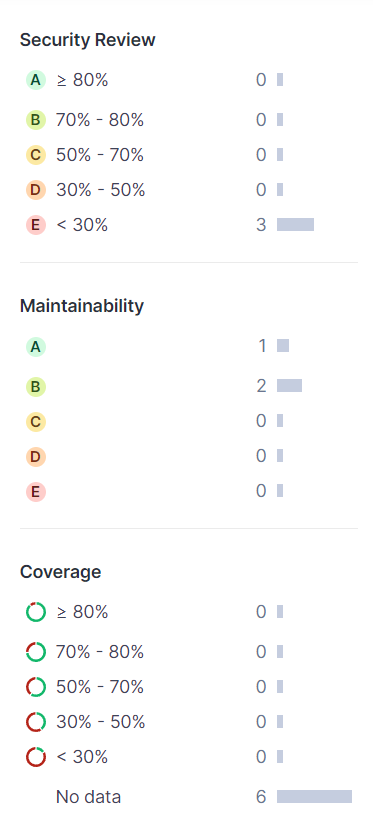 Security Review
A ≥ 80% 0
B 70% - 80% 0
C 50% - 70% 0
D 30% - 50% 0
E < 30% 3
Maintainability
A 1
B 2
C 0
D 0
E 0
Coverage
≥ 80% 0
70% - 80% 0
50% - 70% 0
30% - 50% 0
< 30% 0
No data 6